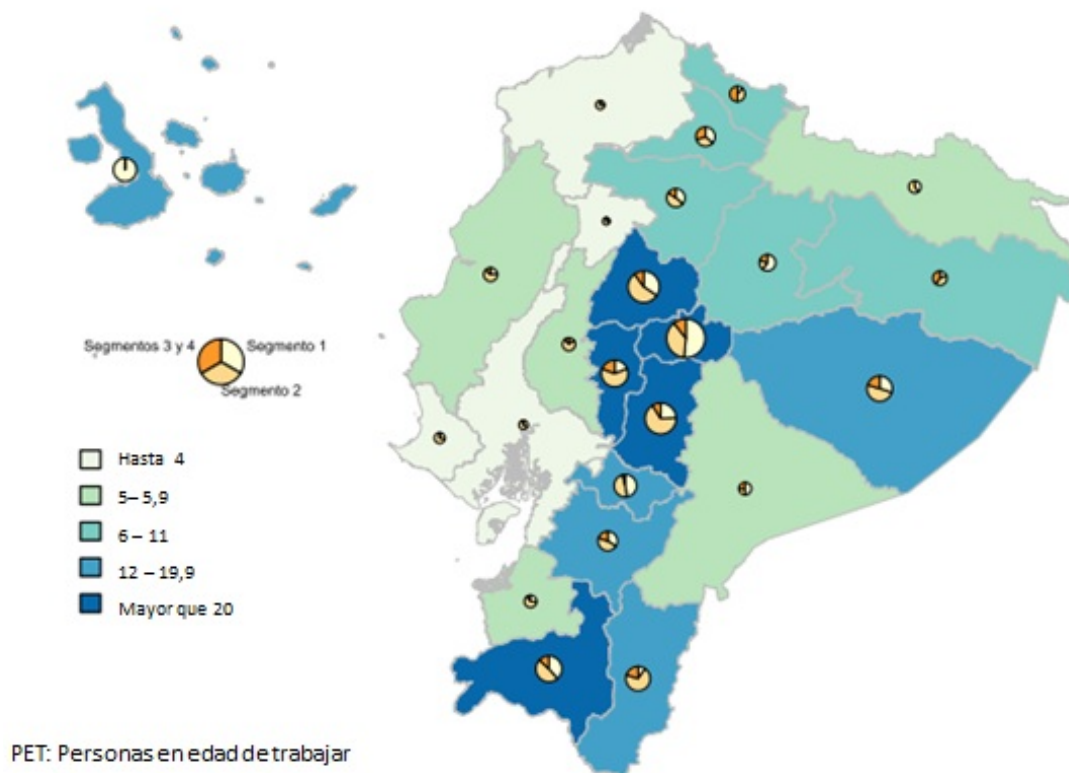 Segmentos 3 y 4
Segmento 1
Segmento 2
Hasta 4
5– 5,9
6 – 11
12 – 19,9
Mayor que 20
PET: Personas en edad de trabajar